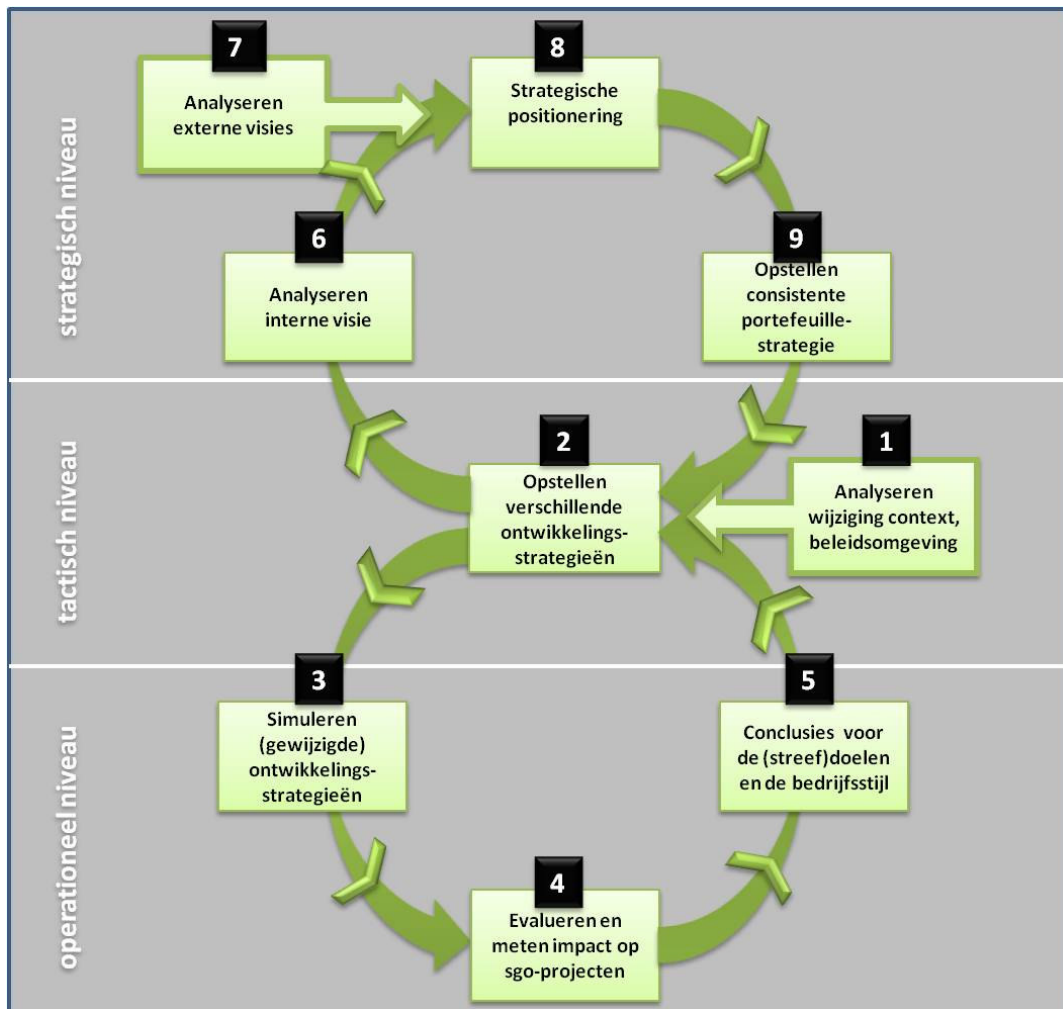 strategisch niveau
7
Analyseren
externe visies
8
Strategische
positionering
6
Analyseren
interne visie
9
Opstellen
consistente
portefeuille-
strategie
tactisch niveau
2
Opstellen
verschillende
ontwikkelings-
strategieën
1
Analyseren
wijziging context,
beleidsomgeving
operationeel niveau
3
Simuleren
(gewijzigde)
ontwikkelings-
strategieën
5
Conclusies voor
de (streef)doelen
en de bedrijfsstijl
4
Evalueren en
meten impact op
sgo-projecten